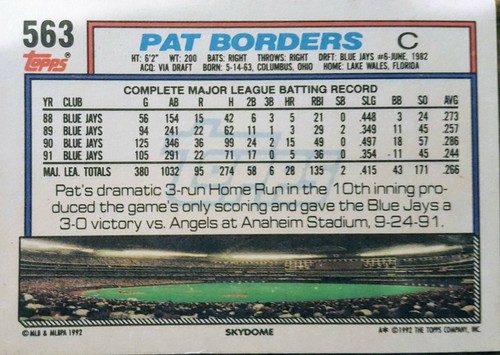 563 PAT BORDERS C
Topps HT: 6'2" WT: 200 BATS: RIGHT THROWS: RIGHT DRFT: BLUE JAYS #6-JUNE, 1982
ACQ: VIA DRAFT BORN: 5-14-63, COLUMBUS, OHIO HOME: LAKE WALES, FLORIDA
COMPLETE MAJOR LEAGUE BATTING RECORD
YR CLUB G AB R H 2B 3B HR RBI SB SLG BB SO AVG
88 BLUE JAYS 56 154 15 42 6 3 5 21 0 .448 3 24 .273
89 BLUE JAYS 94 241 22 62 11 1 3 29 2 .349 11 45 .257
90 BLUE JAYS 125 346 36 99 24 2 15 49 0 .497 18 57 .286
91 BLUE JAYS 105 291 22 71 17 0 5 36 0 .354 11 45 .244
MAJ. LEA. TOTALS 380 1032 95 274 58 6 28 135 2 .415 43 171 .266
Pat's dramatic 3-run Home Run in the 10th inning pro-
duced the game's only scoring and gave the Blue Jays a
3-0 victory vs. Angels at Anaheim Stadium, 9-24-91.
© MLB & MLBPA 1992 SKYDOME A* © 1992 THE TOPPS COMPANY, INC.